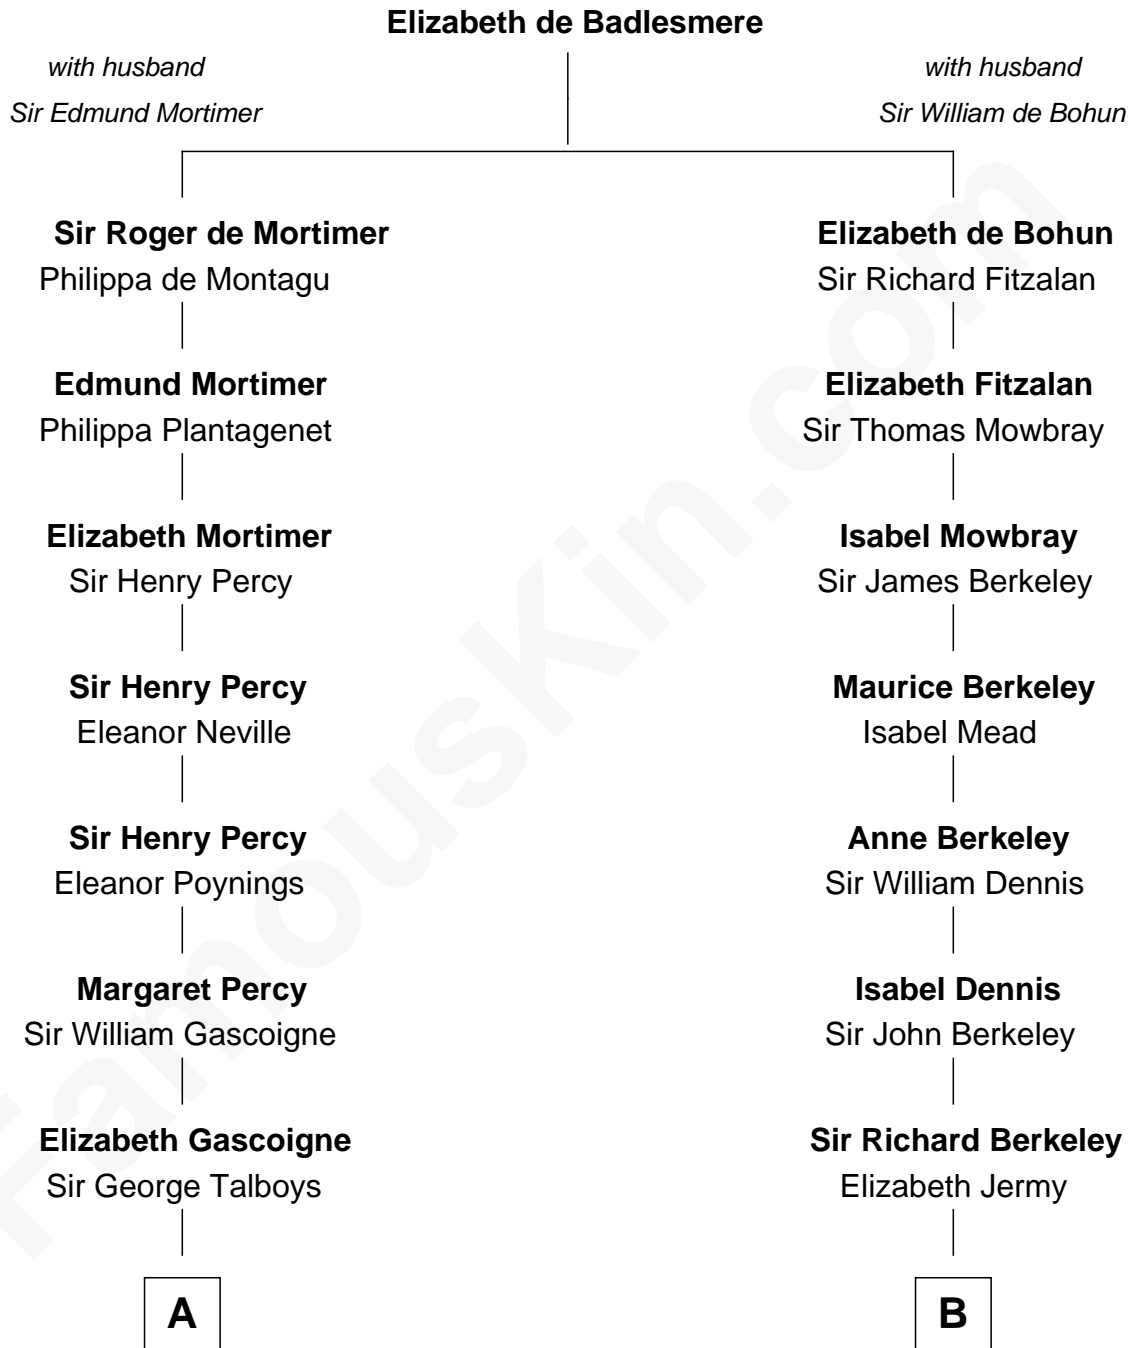 Elizabeth de Badlesmere
with husband
Sir Edmund Mortimer
with husband
Sir William de Bohun
Sir Roger de Mortimer
Philippa de Montagu
Elizabeth de Bohun
Sir Richard Fitzalan
Edmund Mortimer
Philippa Plantagenet
Elizabeth Fitzalan
Sir Thomas Mowbray
Elizabeth Mortimer
Sir Henry Percy
Isabel Mowbray
Sir James Berkeley
Sir Henry Percy
Eleanor Neville
Maurice Berkeley
Isabel Mead
Sir Henry Percy
Eleanor Poynings
Anne Berkeley
Sir William Dennis
Margaret Percy
Sir William Gascoigne
Isabel Dennis
Sir John Berkeley
Elizabeth Gascoigne
Sir George Talboys
Sir Richard Berkeley
Elizabeth Jermy
A
B
FamousKin.com